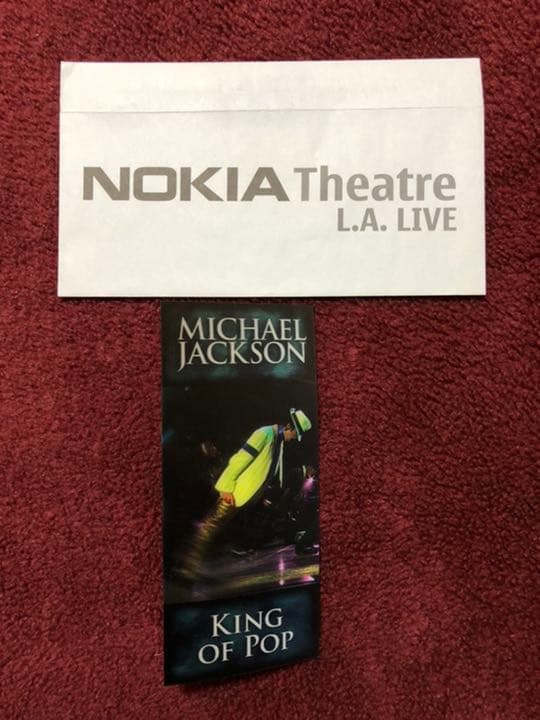 NOKIA Theatre
L.A. LIVE
MICHAEL
JACKSON
KING
OF POP